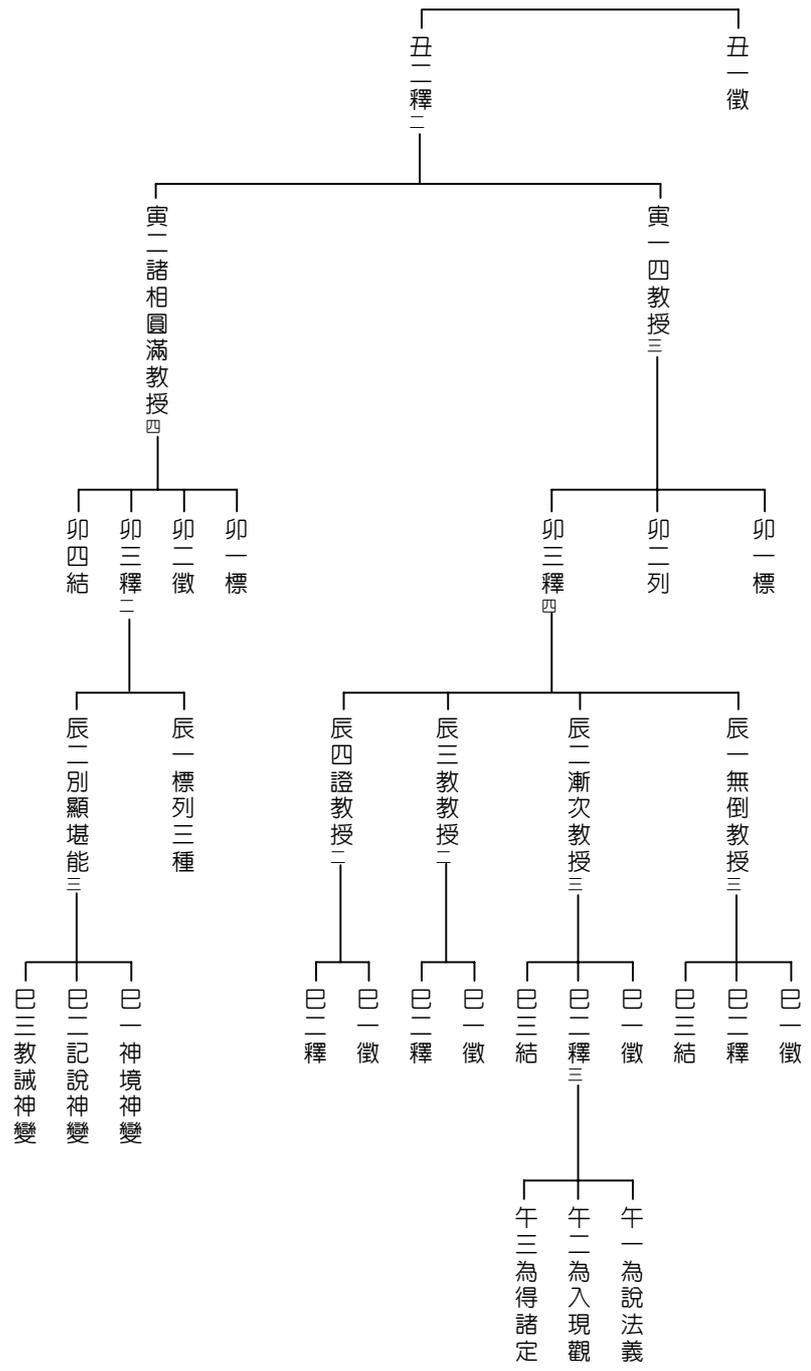 丑一徵
丑二釋二
寅一四教授三
寅二諸相圓滿教授四
卯一標
卯二列
卯三釋四
卯一標
卯二徵
卯三釋二
卯四結
辰一無倒教授三
辰二漸次教授三
辰三教教授二
辰四證教授二
辰一標列三種
辰二別顯堪能三
巳一徵
巳二釋
巳三結
巳一徵
巳二釋三
巳三結
巳一徵
巳二釋
巳一徵
巳二釋
巳一神境神變
巳二記說神變
巳三教誡神變
午一為說法義
午二為入現觀
午三為得諸定